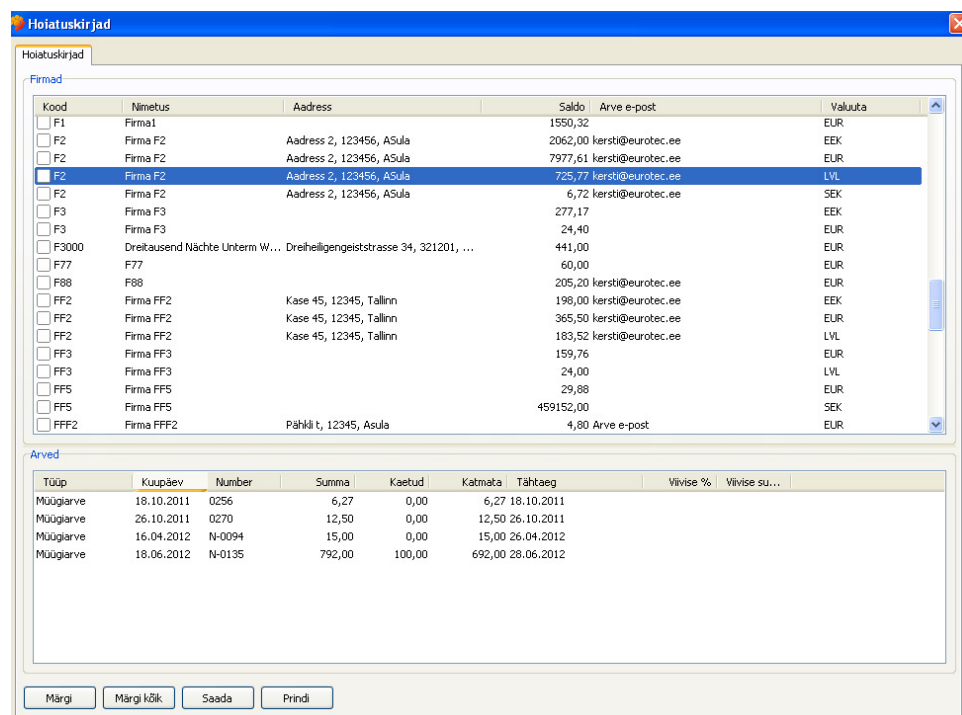 Hoiatuskirjad
Hoiatuskirjad
Firmad
Kood Nimetus Aadress Saldo Arve e-post Valuuta
F1 Firma1 1550,32 EUR
F2 Firma F2 Aadress 2, 123456, ASula 2062,00 kersti@eurotec.ee EEK
F2 Firma F2 Aadress 2, 123456, ASula 7977,61 kersti@eurotec.ee EUR
F2 Firma F2 Aadress 2, 123456, ASula 725,77 kersti@eurotec.ee LVL
F2 Firma F2 Aadress 2, 123456, ASula 6,72 kersti@eurotec.ee SEK
F3 Firma F3 277,17 EEK
F3 Firma F3 24,40 EUR
F3000 Dreitausend Nächte Unterm W... Dreiheiligengeiststrasse 34, 321201, ... 441,00 EUR
F77 F77 60,00 EUR
F88 F88 205,20 kersti@eurotec.ee EUR
FF2 Firma FF2 Kase 45, 12345, Tallinn 198,00 kersti@eurotec.ee EEK
FF2 Firma FF2 Kase 45, 12345, Tallinn 365,50 kersti@eurotec.ee EUR
FF2 Firma FF2 Kase 45, 12345, Tallinn 183,52 kersti@eurotec.ee LVL
FF3 Firma FF3 159,76 EUR
FF3 Firma FF3 24,00 LVL
FF5 Firma FF5 29,88 EUR
FF5 Firma FF5 459152,00 SEK
FFF2 Firma FFF2 Pähkli t, 12345, Asula 4,80 Arve e-post EUR
Arved
Tüüp Kuupäev Number Summa Kaetud Katmata Tähtaeg Viivise % Viivise su...
Müügiarve 18.10.2011 0256 6,27 0,00 6,27 18.10.2011
Müügiarve 26.10.2011 0270 12,50 0,00 12,50 26.10.2011
Müügiarve 16.04.2012 N-0094 15,00 0,00 15,00 26.04.2012
Müügiarve 18.06.2012 N-0135 792,00 100,00 692,00 28.06.2012
Märgi Märgi kõik Saada Prindi